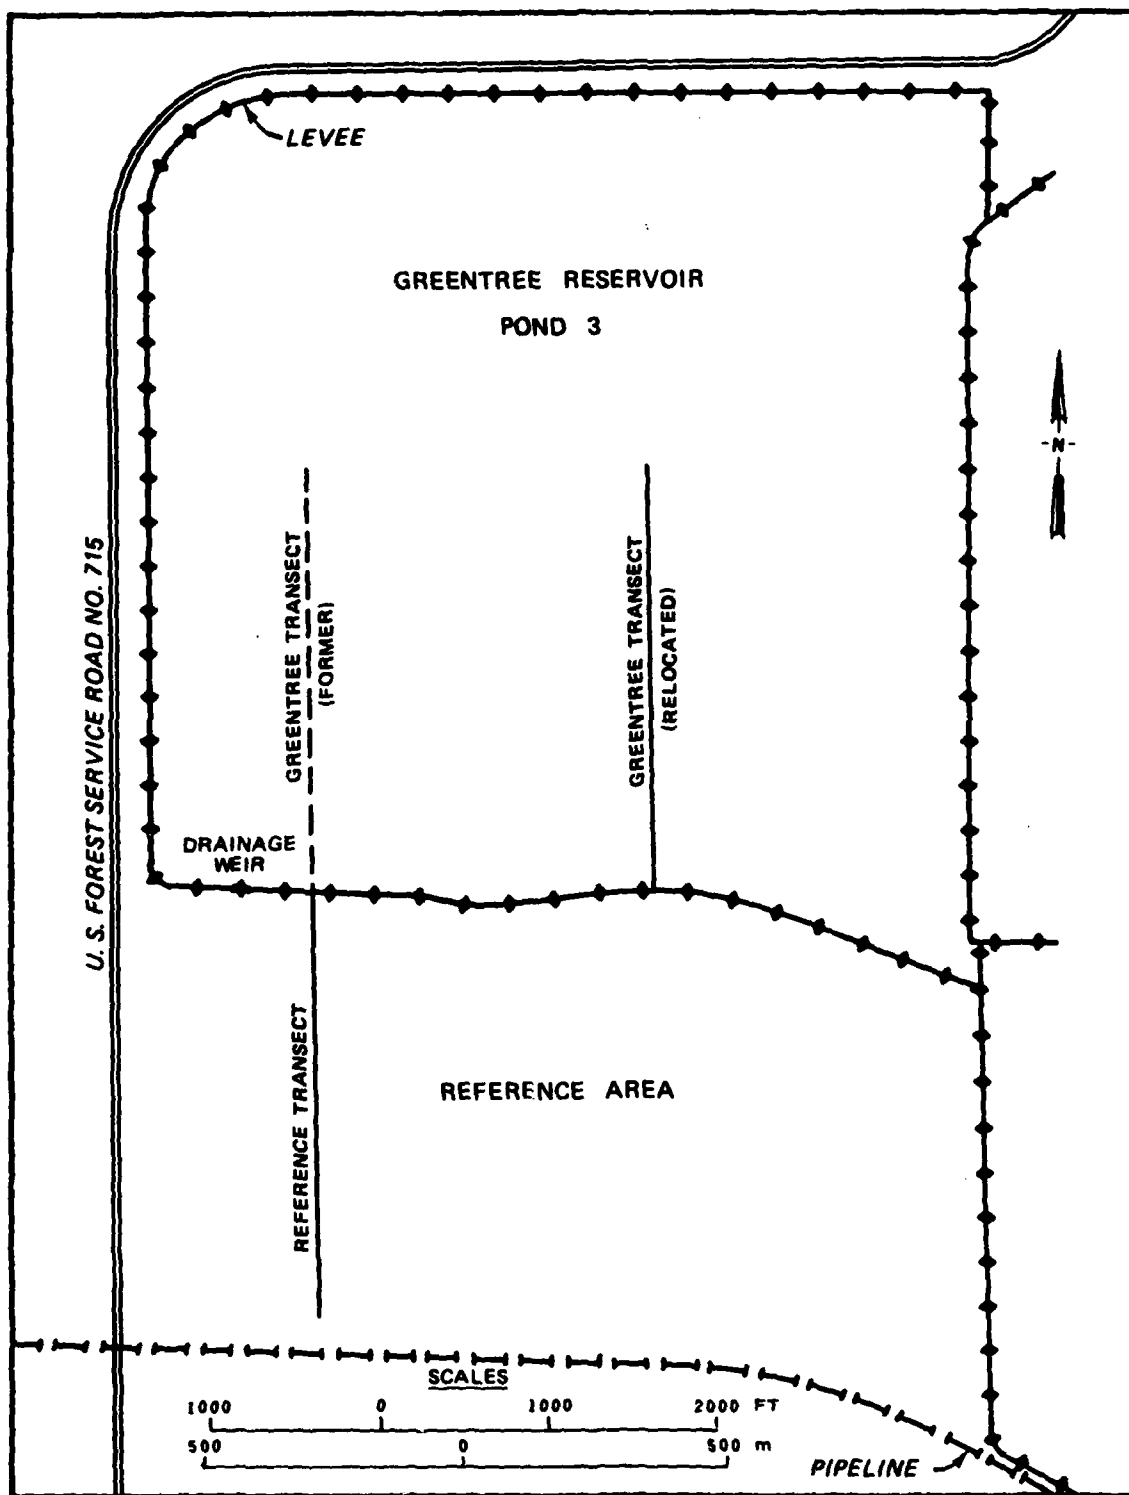 LEVEE
GREENTREE RESERVOIR
POND 3
-N-
U. S. FOREST SERVICE ROAD NO. 715
GREENTREE TRANSECT
(FORMER)
GREENTREE TRANSECT
(RELOCATED)
DRAINAGE
WEIR
REFERENCE TRANSECT
REFERENCE AREA
SCALES
1000 0 1000 2000 FT
500 0 500 m
PIPELINE